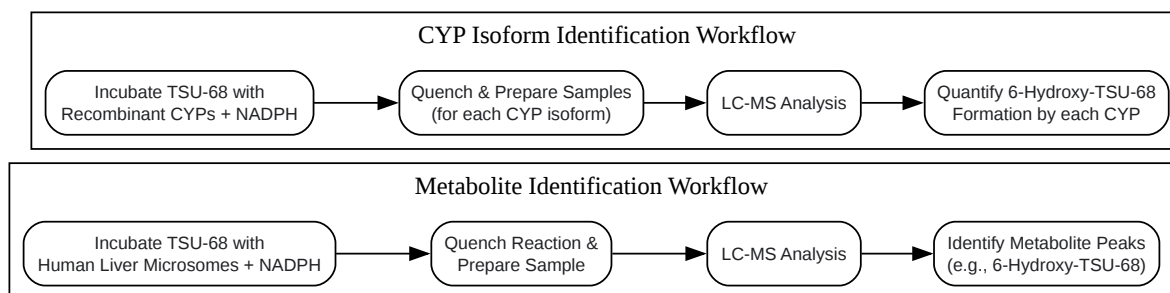 CYP Isoform Identification Workflow
Incubate TSU-68 with
Recombinant CYPs + NADPH
Quench & Prepare Samples
(for each CYP isoform)
LC-MS Analysis
Quantify 6-Hydroxy-TSU-68
Formation by each CYP
Metabolite Identification Workflow
Incubate TSU-68 with
Human Liver Microsomes + NADPH
Quench Reaction &
Prepare Sample
LC-MS Analysis
Identify Metabolite Peaks
(e.g., 6-Hydroxy-TSU-68)